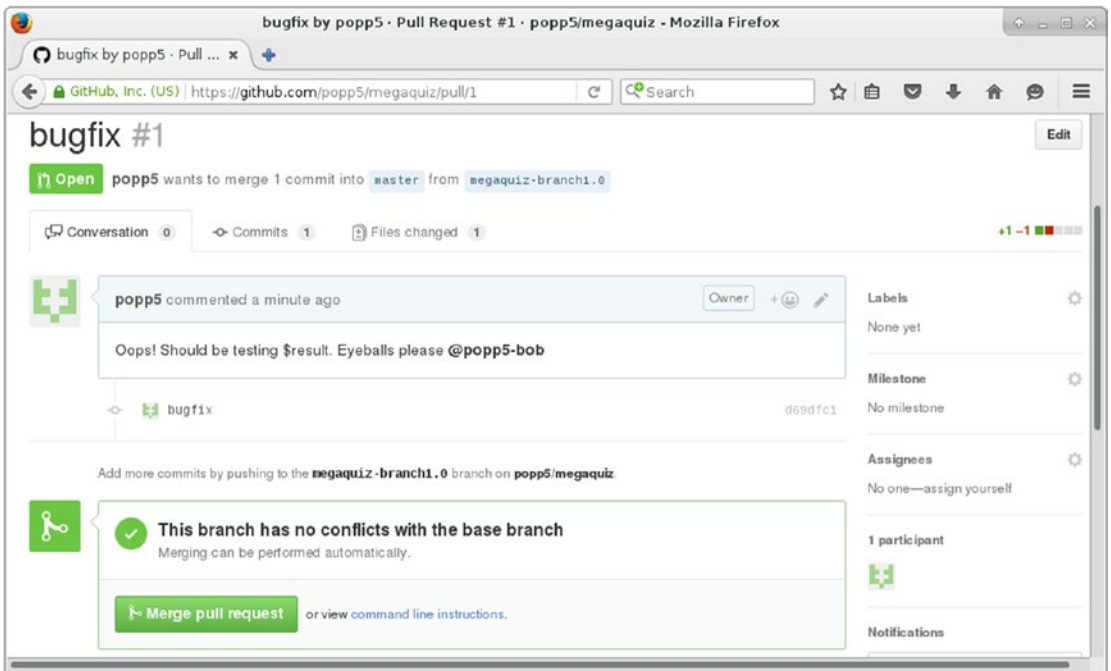 bugfix by popp5 · Pull Request #1 · popp5/megaquiz - Mozilla Firefox
bugfix by popp5 · Pull ...
GitHub, Inc. (US) https://github.com/popp5/megaquiz/pull/1 Search
bugfix #1 Edit
Open popp5 wants to merge 1 commit into master from megaquiz-branch1.0
Conversation 0 Commits 1 Files changed 1 +1 −1
popp5 commented a minute ago Owner
Labels
None yet
Oops! Should be testing $result. Eyeballs please @popp5-bob
Milestone
No milestone
bugfix d69dfc1
Assignees
No one—assign yourself
Add more commits by pushing to the megaquiz-branch1.0 branch on popp5/megaquiz.
This branch has no conflicts with the base branch
Merging can be performed automatically.
1 participant
Merge pull request or view command line instructions.
Notifications